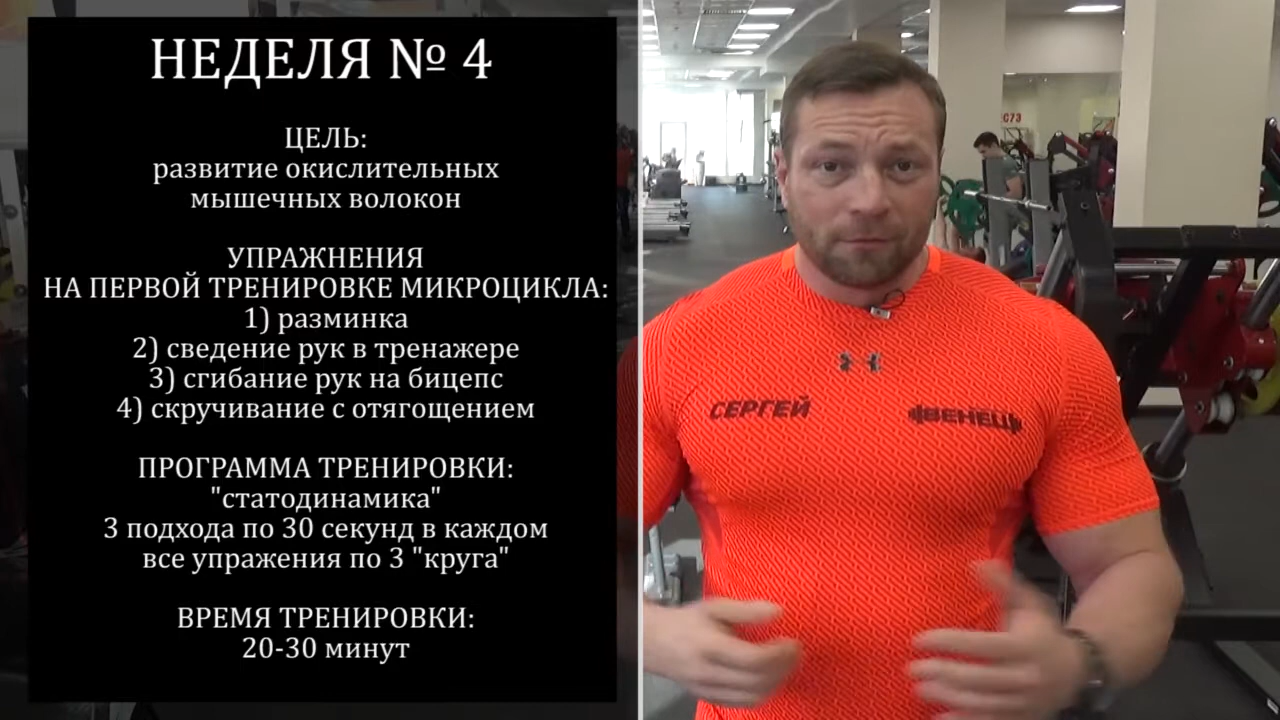 НЕДЕЛЯ № 4
ЦЕЛЬ:
развитие окислительных
мышечных волокон
УПРАЖНЕНИЯ
НА ПЕРВОЙ ТРЕНИРОВКЕ МИКРОЦИКЛА:
1) разминка
2) сведение рук в тренажере
3) сгибание рук на бицепс
4) скручивание с отягощением
ПРОГРАММА ТРЕНИРОВКИ:
"статодинамика"
3 подхода по 30 секунд в каждом
все упражения по 3 "круга"
ВРЕМЯ ТРЕНИРОВКИ:
20-30 минут
СЕРГЕЙ
ВЕНЕЦ